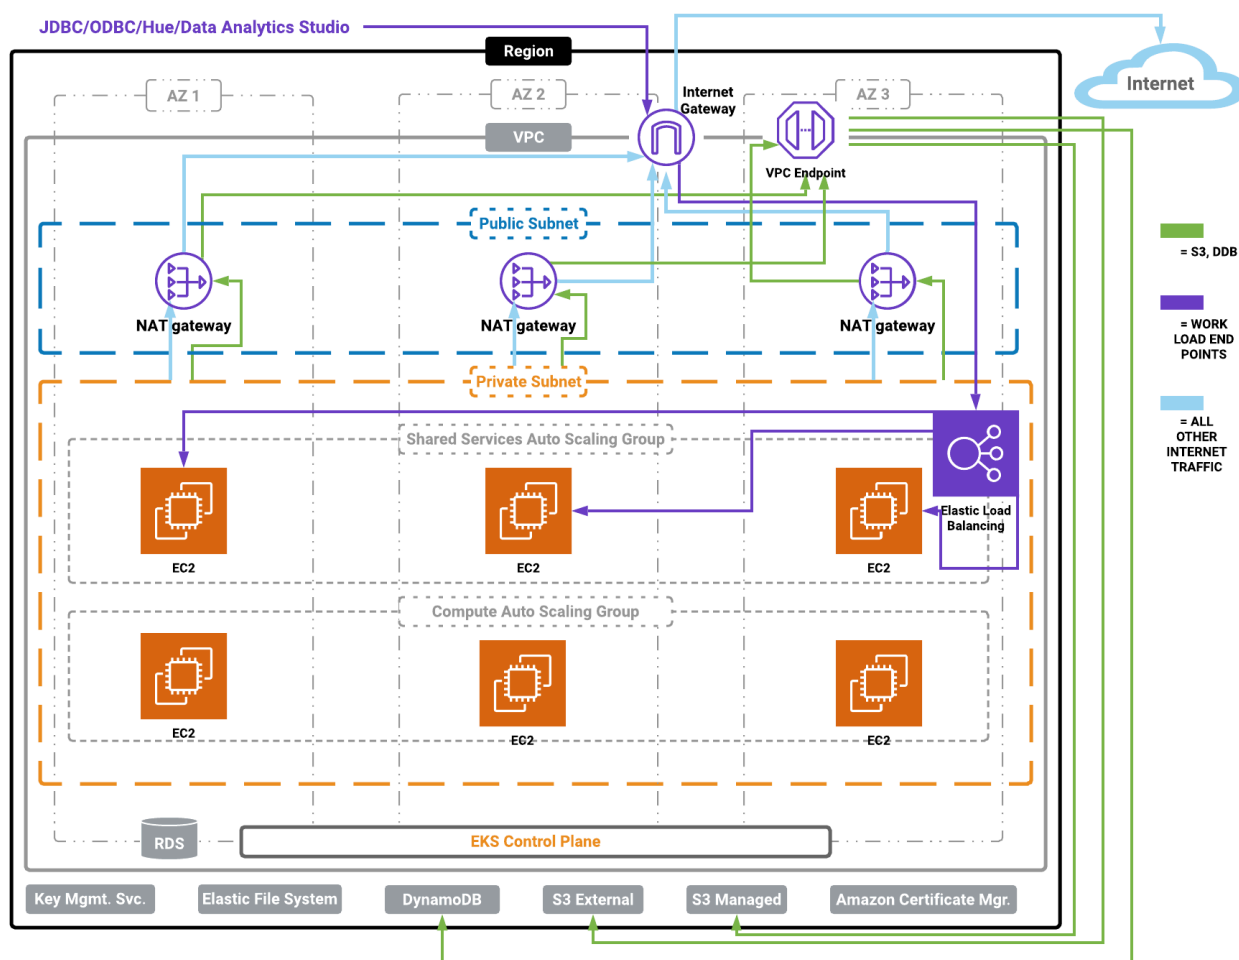 JDBC/ODBC/Hue/Data Analytics Studio
Region
Internet
AZ 1
AZ 2
Internet
Gateway
AZ 3
VPC
VPC Endpoint
Public Subnet
= S3, DDB
NAT gateway
NAT gateway
NAT gateway
= WORK
LOAD END
POINTS
Private Subnet
= ALL
OTHER
INTERNET
TRAFFIC
Shared Services Auto Scaling Group
Elastic Load
Balancing
EC2
EC2
EC2
Compute Auto Scaling Group
EC2
EC2
EC2
RDS
EKS Control Plane
Key Mgmt. Svc.
Elastic File System
DynamoDB
S3 External
S3 Managed
Amazon Certificate Mgr.